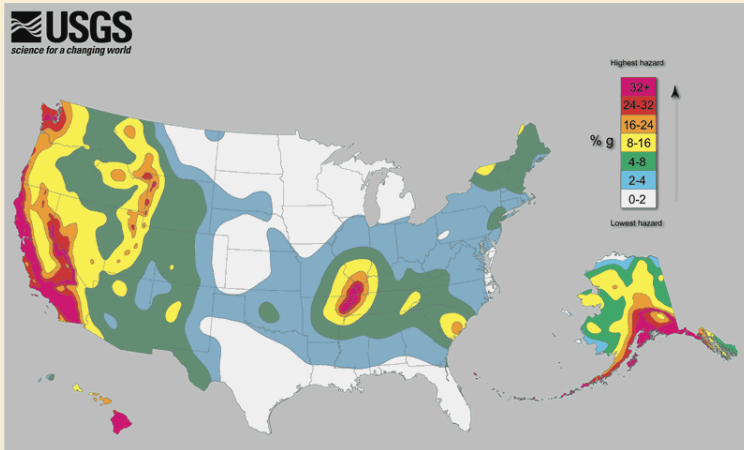 USGS
science for a changing world
Highest hazard
32+
24-32
16-24
% g
8-16
4-8
2-4
0-2
Lowest hazard